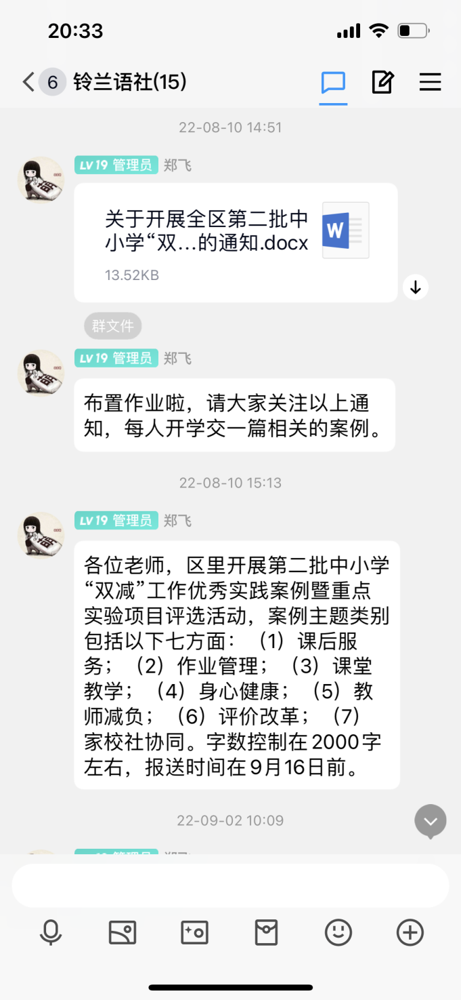 20:33
6 铃兰语社(15)
22-08-10 14:51
LV 19 管理员 郑飞
关于开展全区第二批中
小学“双...的通知.docx
W
13.52KB
群文件
LV 19 管理员 郑飞
布置作业啦，请大家关注以上通
知，每人开学交一篇相关的案例。
22-08-10 15:13
LV 19 管理员 郑飞
各位老师，区里开展第二批中小学
“双减”工作优秀实践案例暨重点
实验项目评选活动，案例主题类别
包括以下七方面：（1）课后服
务；（2）作业管理；（3）课堂
教学；（4）身心健康；（5）教
师减负；（6）评价改革；（7）
家校社协同。字数控制在2000字
左右，报送时间在9月16日前。
22-09-02 10:09